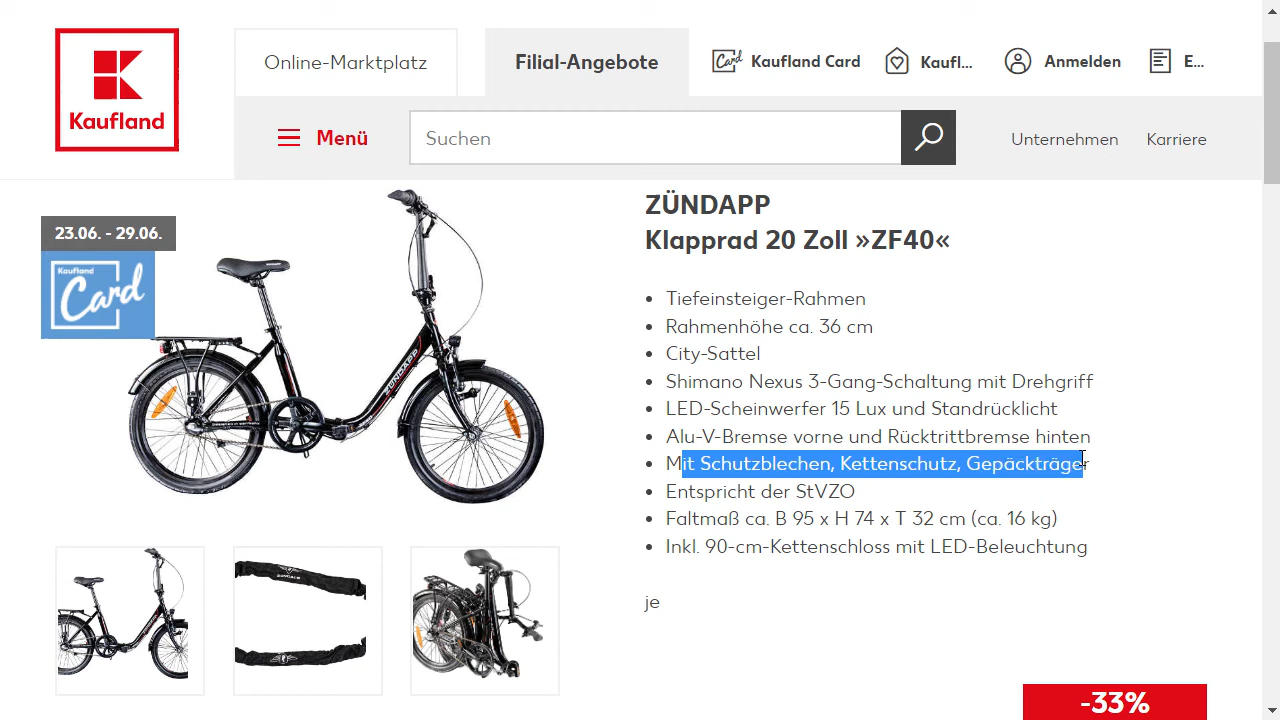 Online-Marktplatz
Filial-Angebote
Card
Kaufland Card
Kaufl...
Anmelden
E...
Kaufland
Menü
Suchen
Unternehmen
Karriere
23.06. - 29.06.
Kaufland
Card
ZÜNDAPP
ZÜNDAPP
Klapprad 20 Zoll »ZF40«
• Tiefeinsteiger-Rahmen
• Rahmenhöhe ca. 36 cm
• City-Sattel
• Shimano Nexus 3-Gang-Schaltung mit Drehgriff
• LED-Scheinwerfer 15 Lux und Standrücklicht
• Alu-V-Bremse vorne und Rücktrittbremse hinten
• Mit Schutzblechen, Kettenschutz, Gepäckträger
• Entspricht der StVZO
• Faltmaß ca. B 95 x H 74 x T 32 cm (ca. 16 kg)
• Inkl. 90-cm-Kettenschloss mit LED-Beleuchtung
je
ZÜNDAPP
-33%